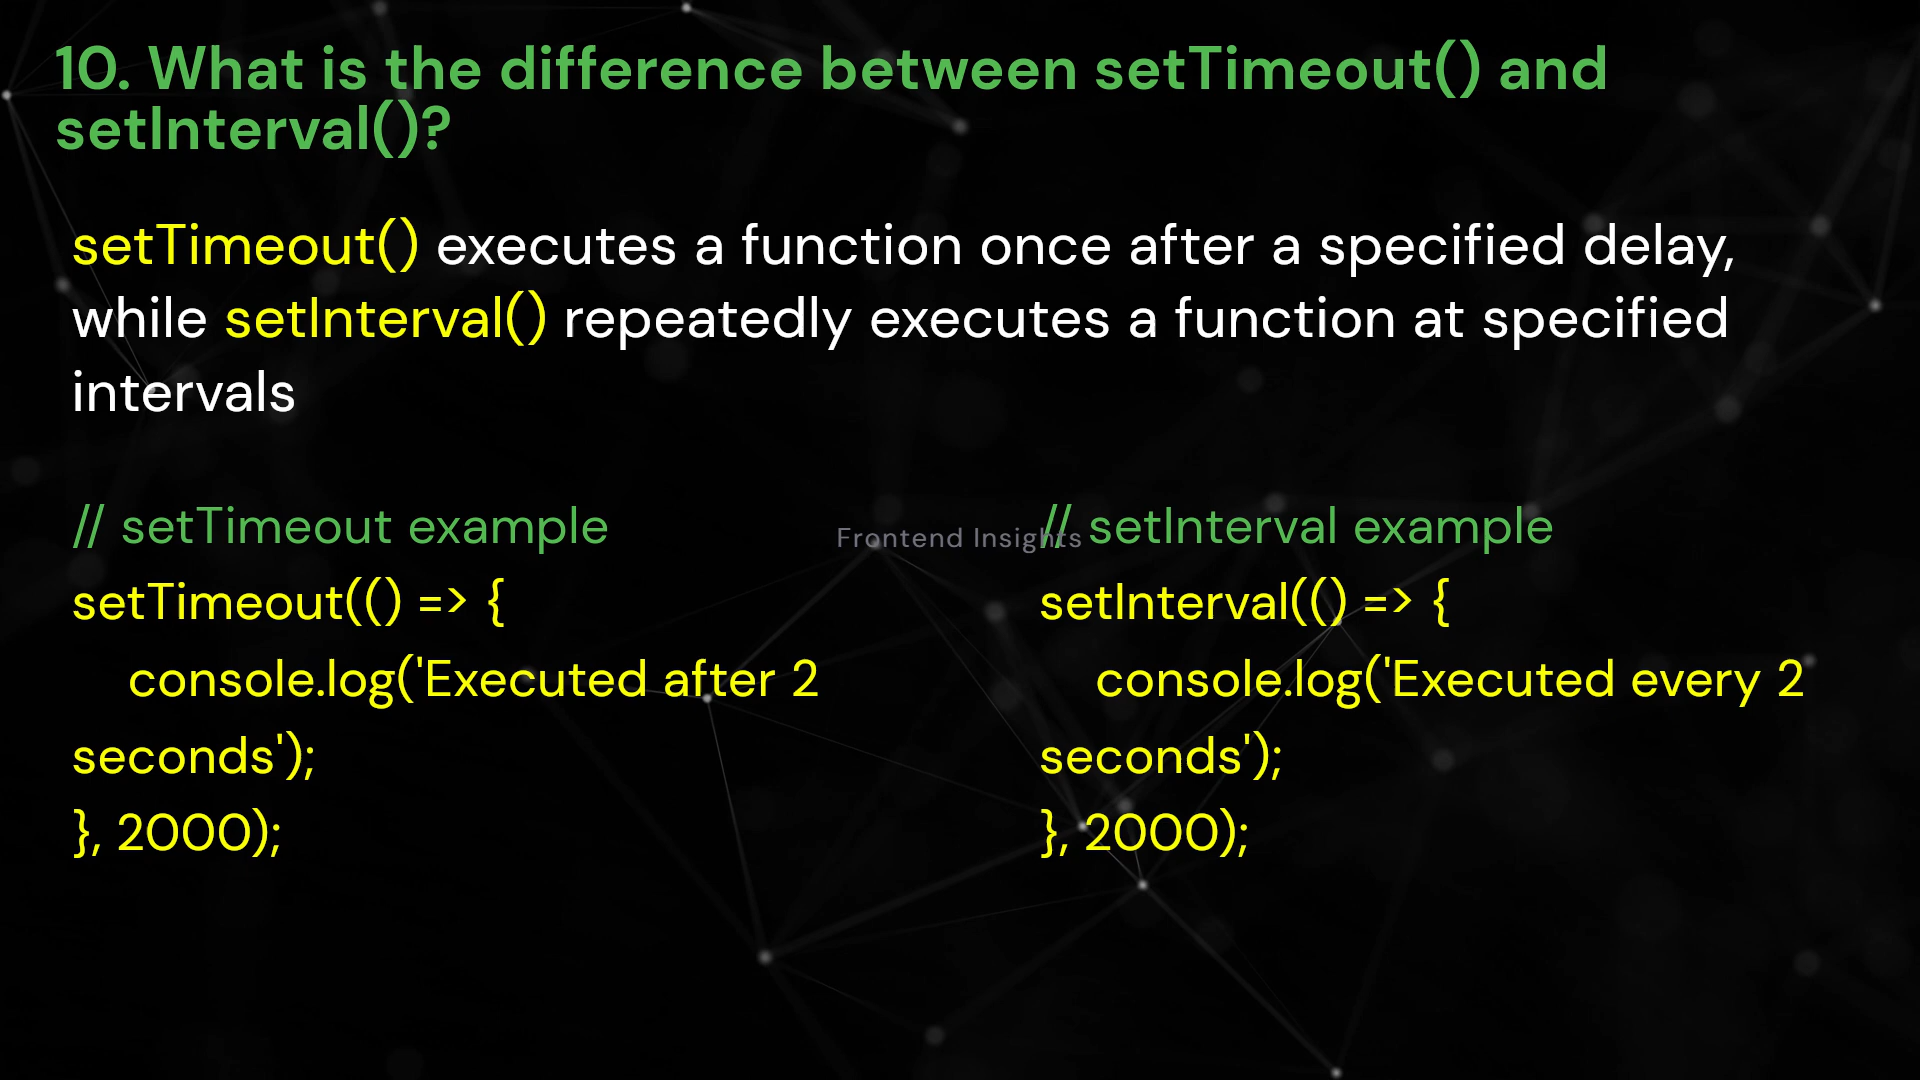 10. What is the difference between setTimeout() and
setInterval()?
setTimeout() executes a function once after a specified delay,
while setInterval() repeatedly executes a function at specified
intervals
// setTimeout example
setTimeout(() => {
    console.log('Executed after 2
seconds');
}, 2000);
Frontend Insights
// setInterval example
setInterval(() => {
    console.log('Executed every 2
seconds');
}, 2000);